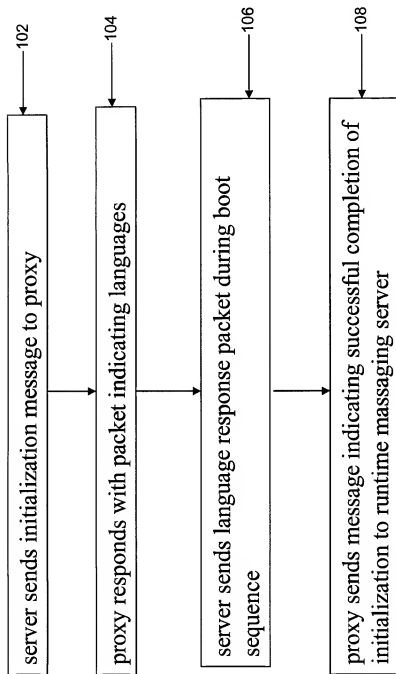 server sends initialization message to proxy
102
proxy responds with packet indicating languages
104
server sends language response packet during boot
sequence
106
proxy sends message indicating successful completion of
initialization to runtime massaging server
108